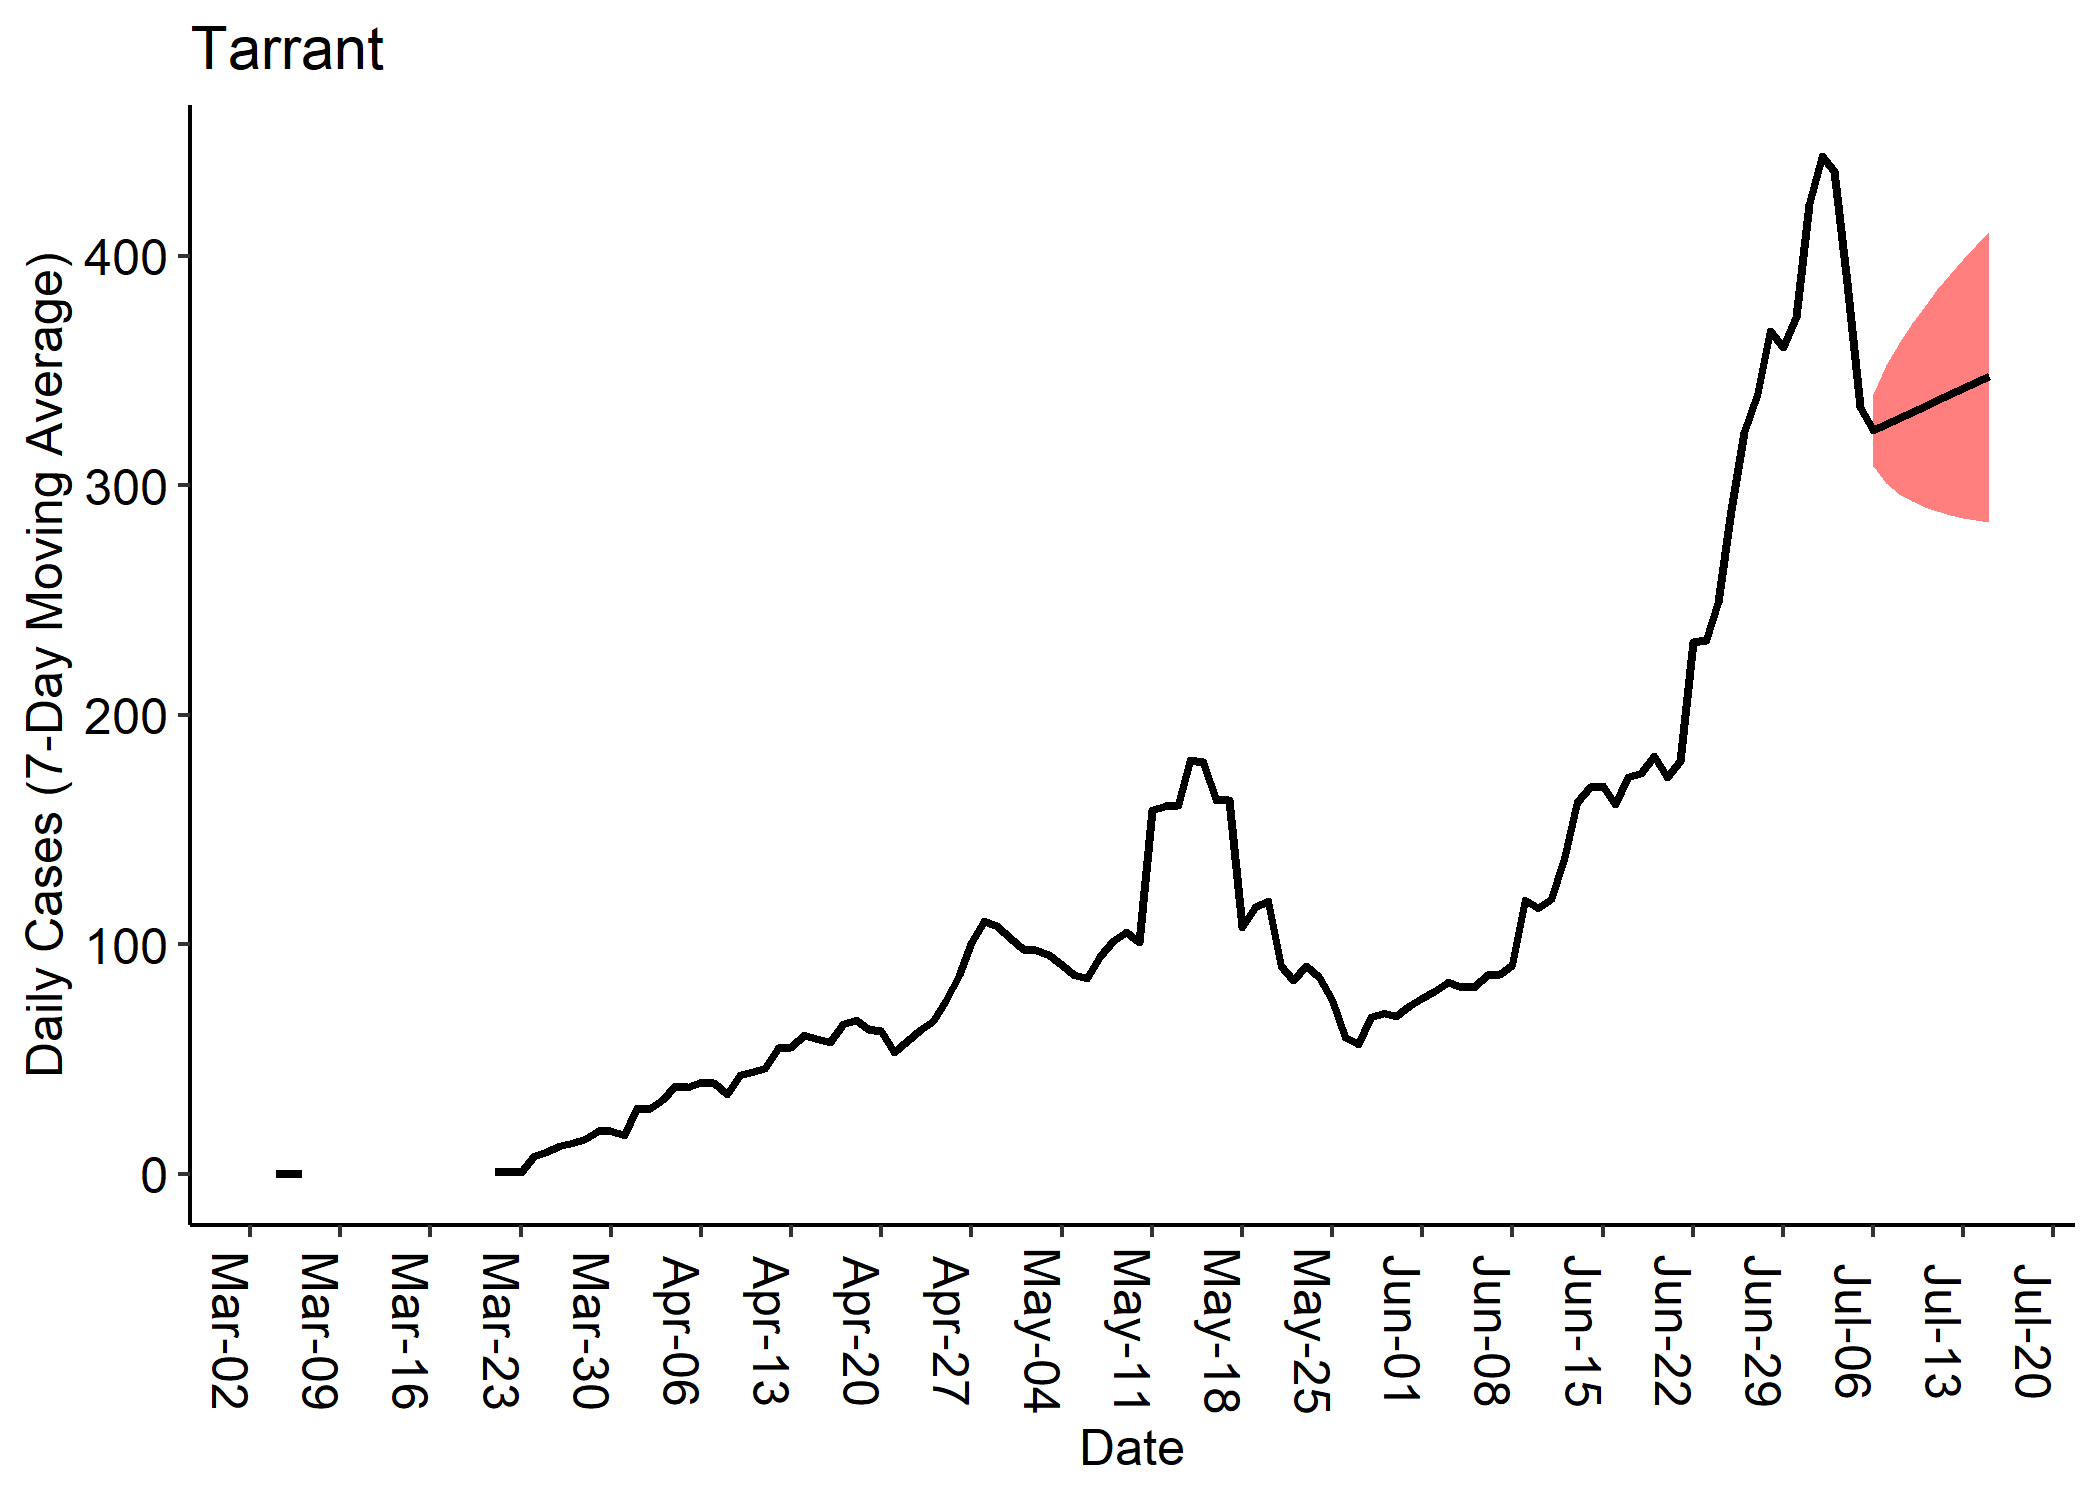 Tarrant
Daily Cases (7-Day Moving Average)
400
300
200
100
0
Mar-02
Mar-09
Mar-16
Mar-23
Mar-30
Apr-06
Apr-13
Apr-20
Apr-27
May-04
May-11
May-18
May-25
Jun-01
Jun-08
Jun-15
Jun-22
Jun-29
Jul-06
Jul-13
Jul-20
Date